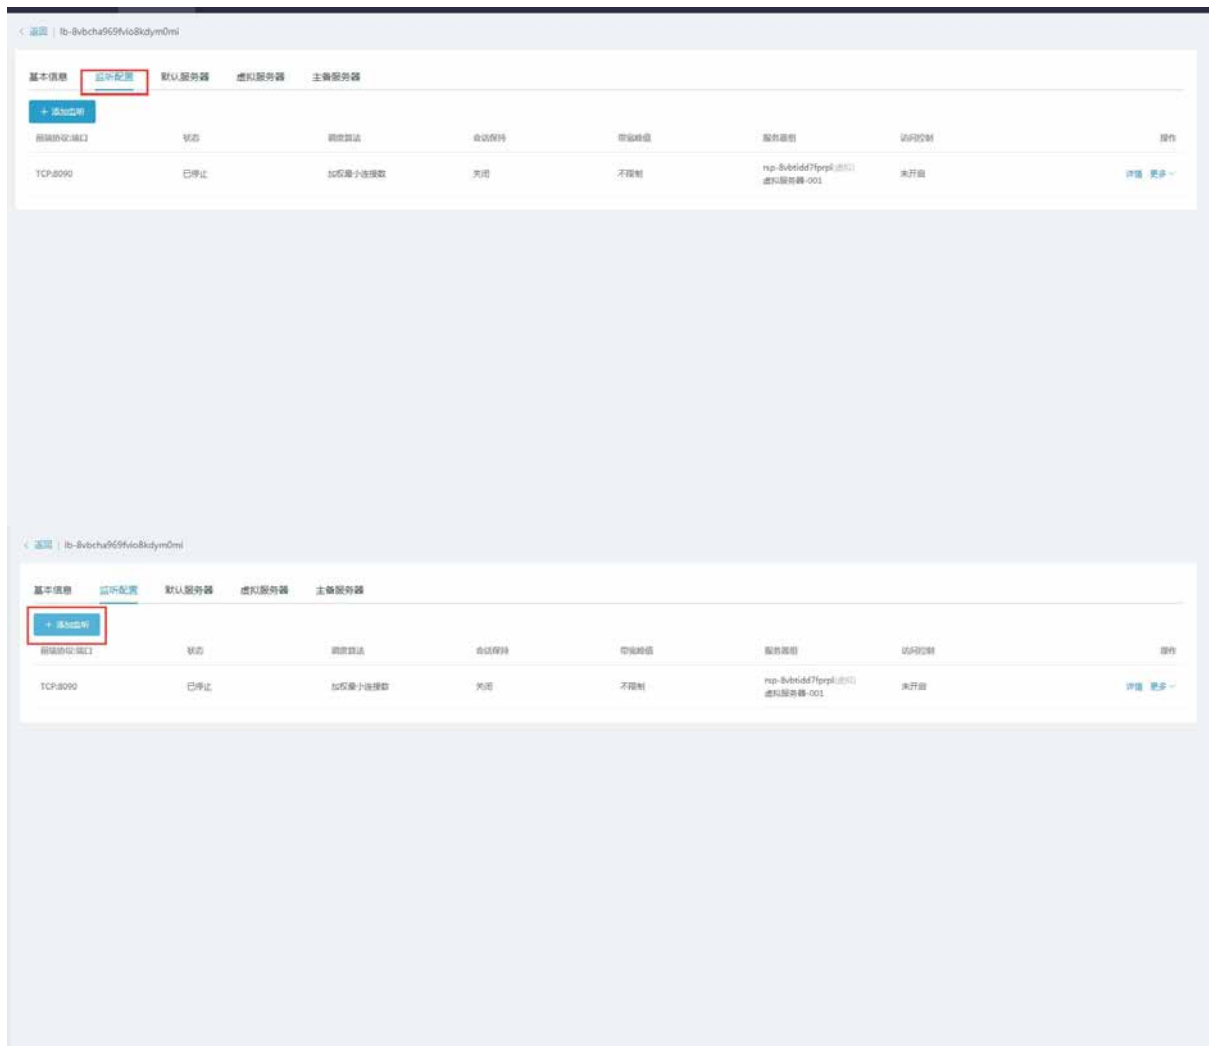 返回 | lb-8vbcha969fvio8kdym0mi
基本信息 监听配置 默认服务器 虚拟服务器 主备服务器
+ 添加监听
前端协议:端口 状态 调度算法 会话保持 带宽峰值 服务器组 访问控制 操作
TCP:8090 已停止 加权最小连接数 关闭 不限制 rsp-8vbtidd7fprpl(虚拟) 未开启 详情 更多
虚拟服务器-001
返回 | lb-8vbcha969fvio8kdym0mi
基本信息 监听配置 默认服务器 虚拟服务器 主备服务器
+ 添加监听
前端协议:端口 状态 调度算法 会话保持 带宽峰值 服务器组 访问控制 操作
TCP:8090 已停止 加权最小连接数 关闭 不限制 rsp-8vbtidd7fprpl(虚拟) 未开启 详情 更多
虚拟服务器-001